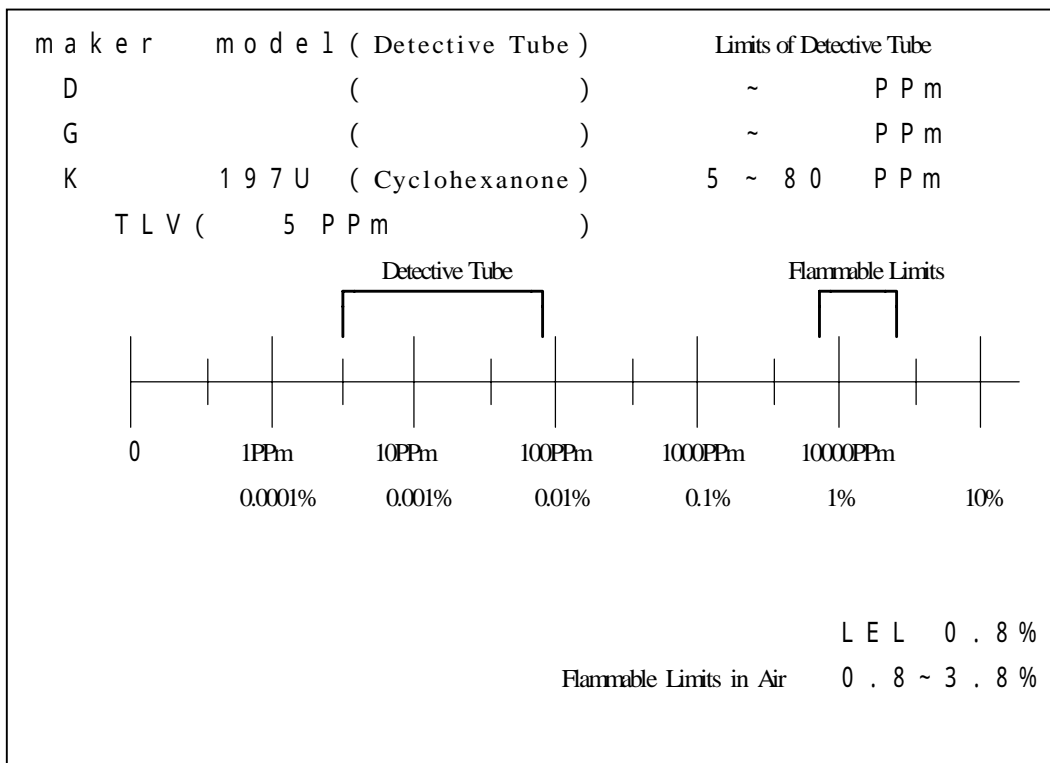 maker model(Detective Tube) Limits of Detective Tube
D ( ) ~ PPm
G ( ) ~ PPm
K 197U (Cyclohexanone) 5~80 PPm
TLV( 5 PPm )
Detective Tube Flammable Limits
0 1PPm 10PPm 100PPm 1000PPm 10000PPm
0.0001% 0.001% 0.01% 0.1% 1% 10%
LEL 0.8%
Flammable Limits in Air 0.8~3.8%